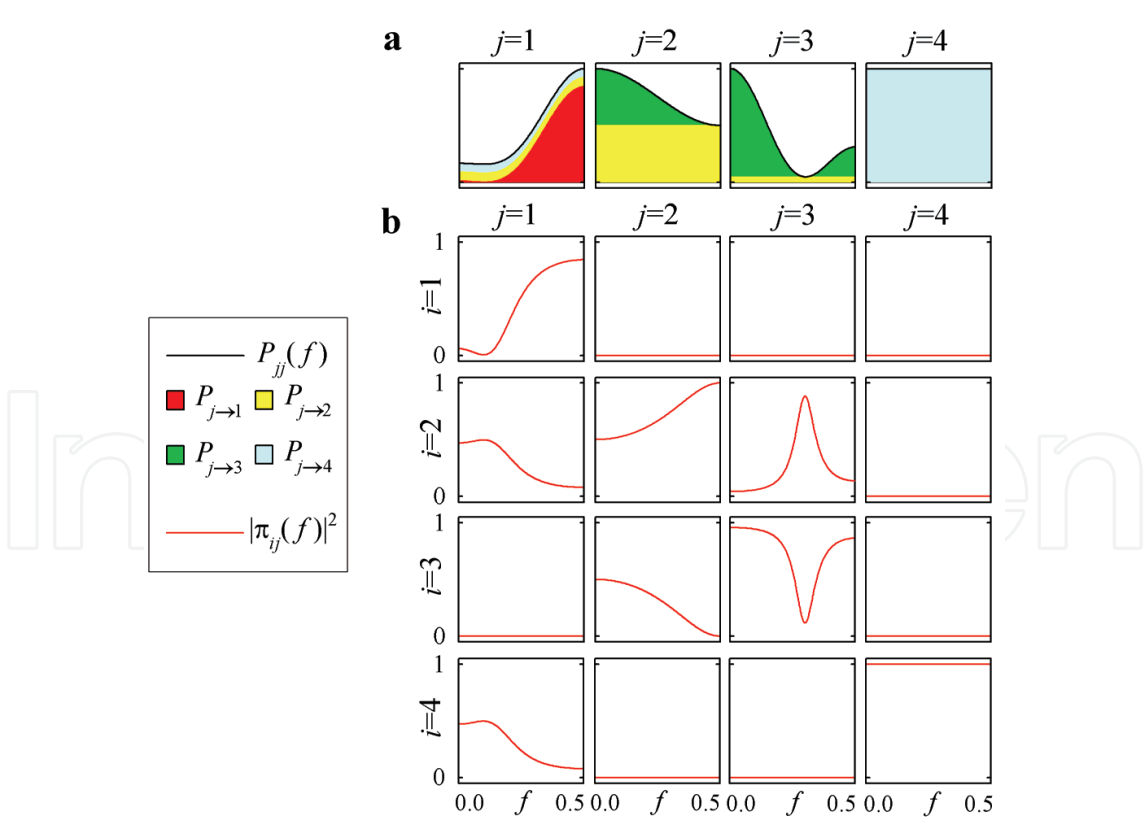 a
j=1 j=2 j=3 j=4
b
j=1 j=2 j=3 j=4
1
i=1
0
P_jj(f)
P_j→1 P_j→2
P_j→3 P_j→4
|π_ij(f)|²
1
i=2
0
1
i=3
0
1
i=4
0
0.0 f 0.5 0.0 f 0.5 0.0 f 0.5 0.0 f 0.5